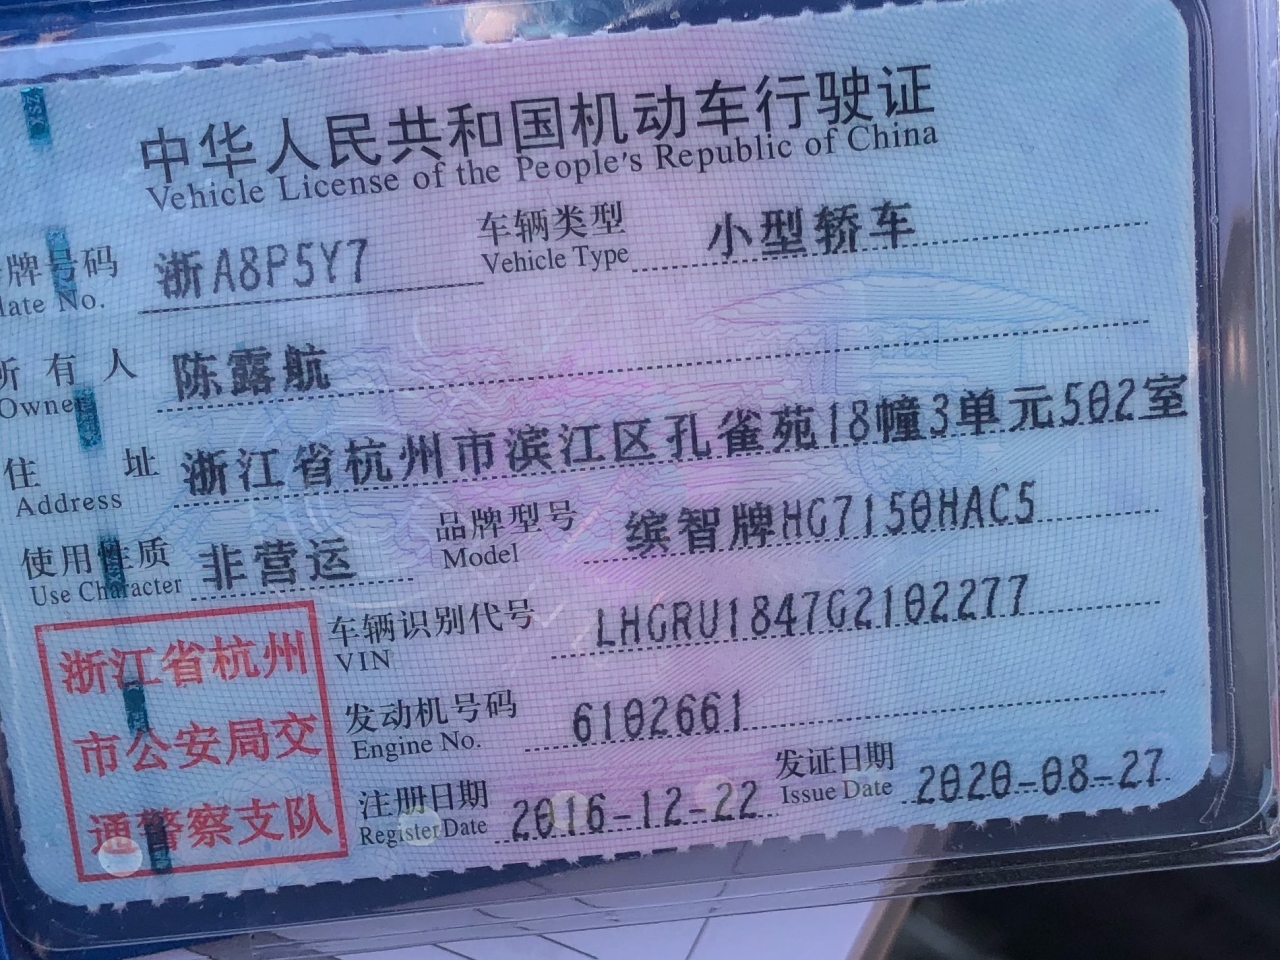 中华人民共和国机动车行驶证
Vehicle License of the People's Republic of China
牌号码 浙A8P5Y7 车辆类型 小型轿车
late No. Vehicle Type
所有人 陈露航
Owner
住址 浙江省杭州市滨江区孔雀苑18幢3单元502室
Address
使用性质 非营运 品牌型号 缤智牌HG7150HAC5
Use Character Model
浙江省杭州
市公安局交
通警察支队
车辆识别代号 LHGRU1847G2102277
VIN
发动机号码 6102661
Engine No.
注册日期 2016-12-22 发证日期 2020-08-27
Register Date Issue Date